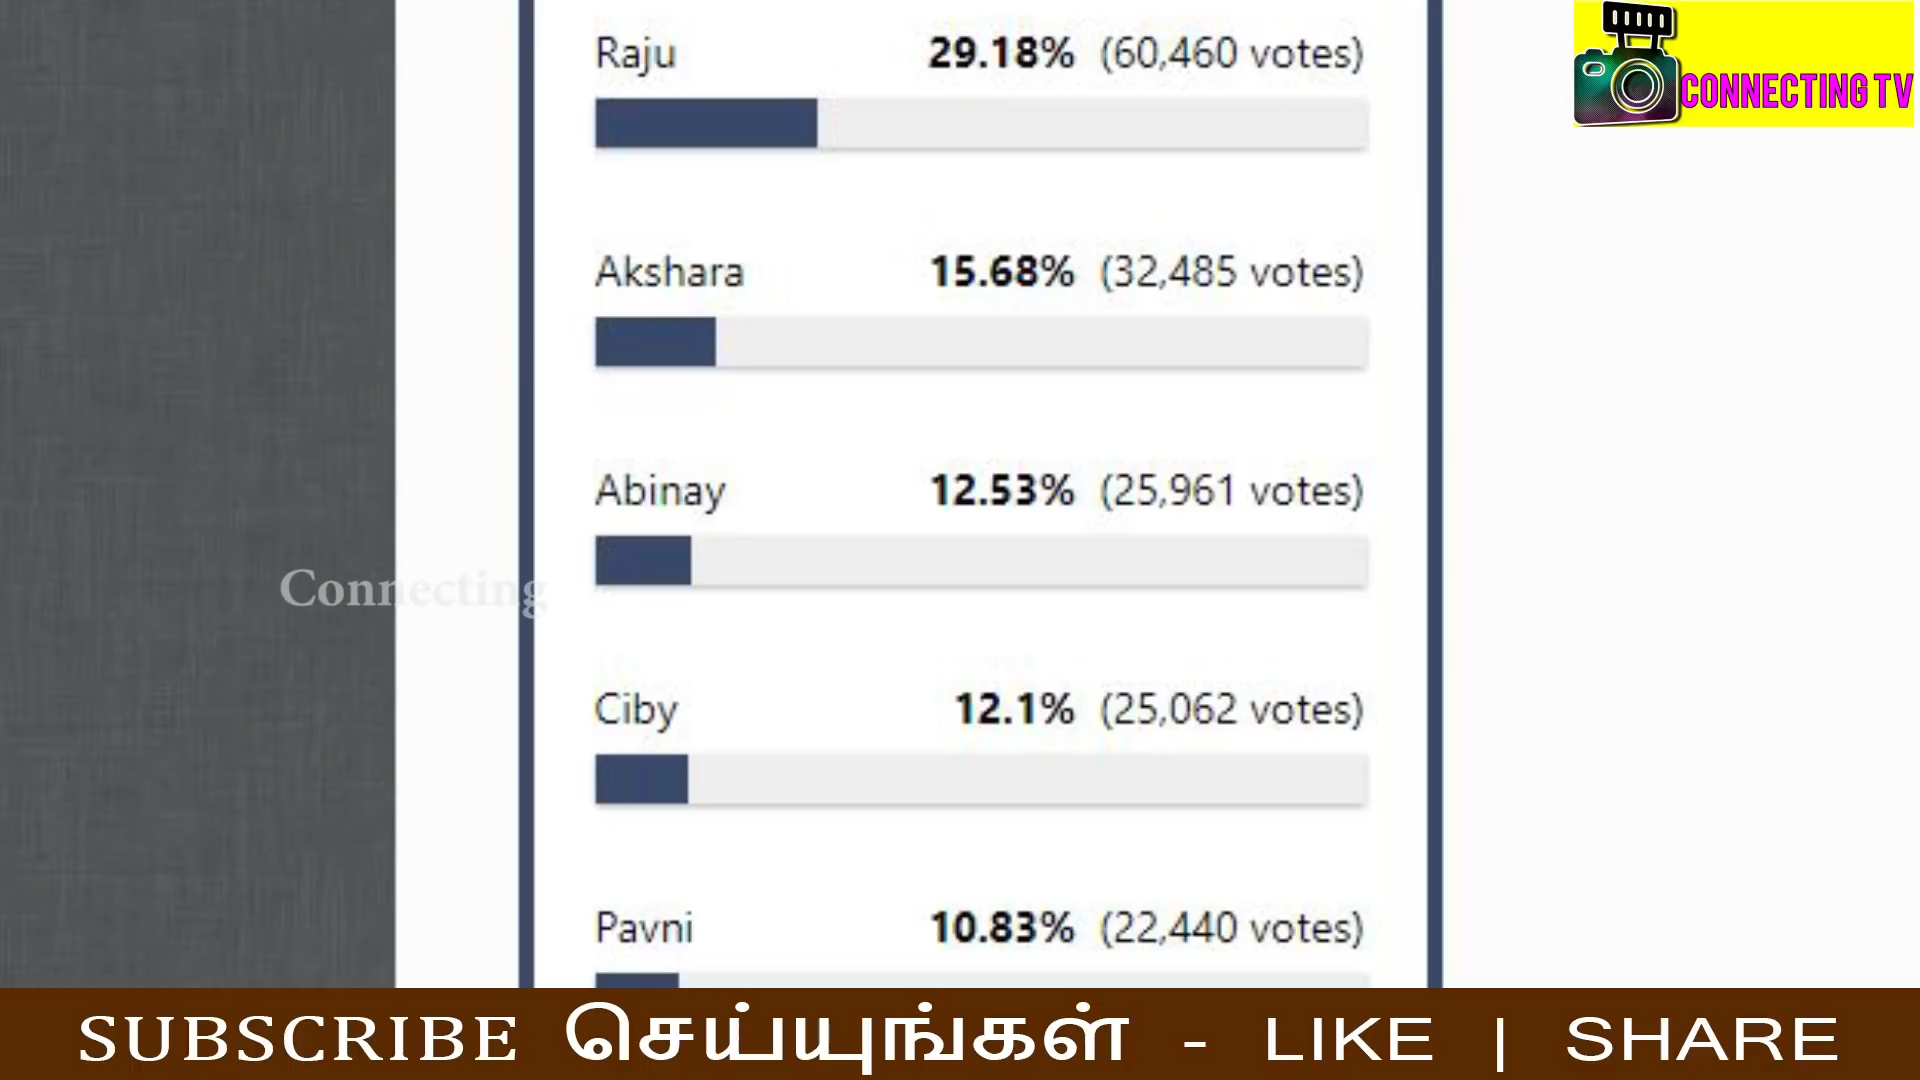 Raju 29.18% (60,460 votes)
CONNECTING TV
Akshara 15.68% (32,485 votes)
Abinay 12.53% (25,961 votes)
Connecting
Ciby 12.1% (25,062 votes)
Pavni 10.83% (22,440 votes)
SUBSCRIBE செய்யுங்கள் - LIKE | SHARE